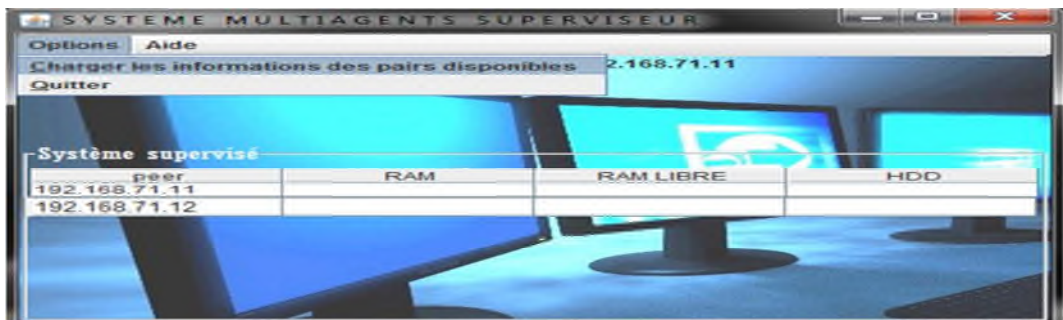 SYSTEME MULTIAGENTS SUPERVISEUR
Options Aide
Charger les informations des pairs disponibles 2.168.71.11
Quitter
Système supervisé
peer RAM RAM LIBRE HDD
192.168.71.11
192.168.71.12